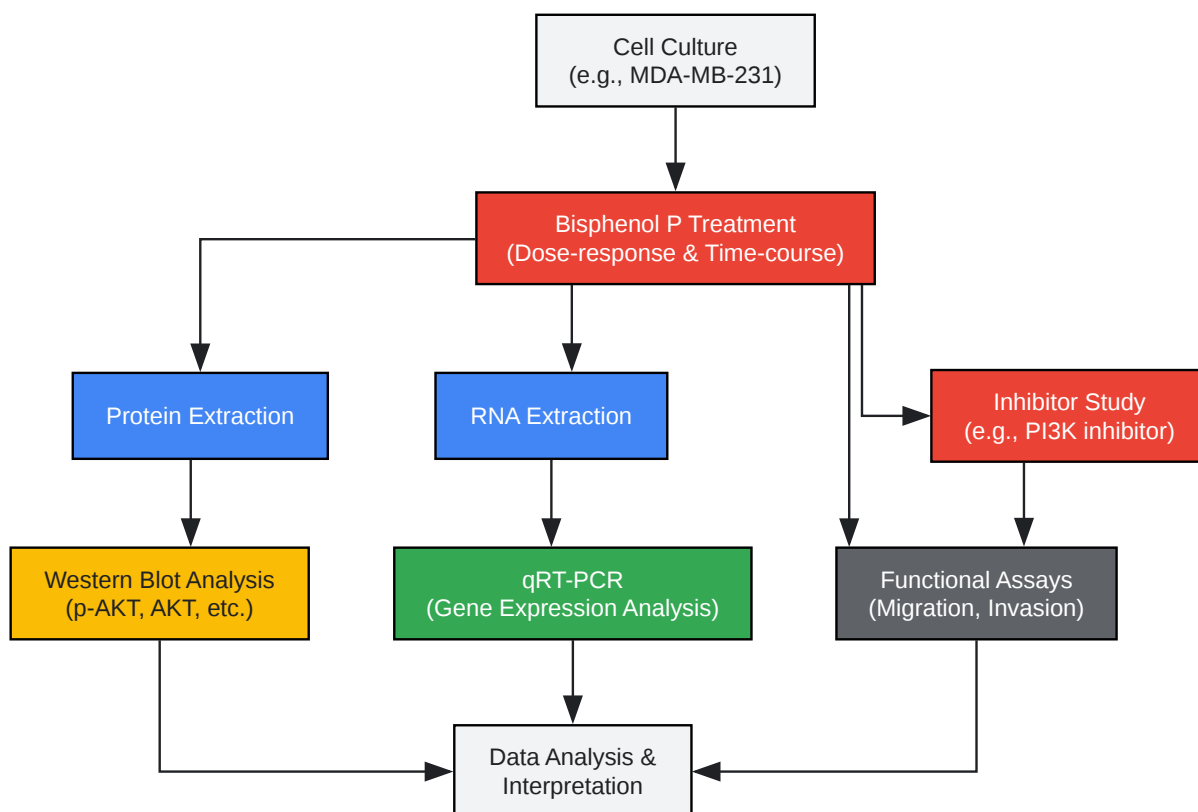 Cell Culture
(e.g., MDA-MB-231)
Bisphenol P Treatment
(Dose-response & Time-course)
Protein Extraction
RNA Extraction
Inhibitor Study
(e.g., PI3K inhibitor)
Western Blot Analysis
(p-AKT, AKT, etc.)
qRT-PCR
(Gene Expression Analysis)
Functional Assays
(Migration, Invasion)
Data Analysis &
Interpretation